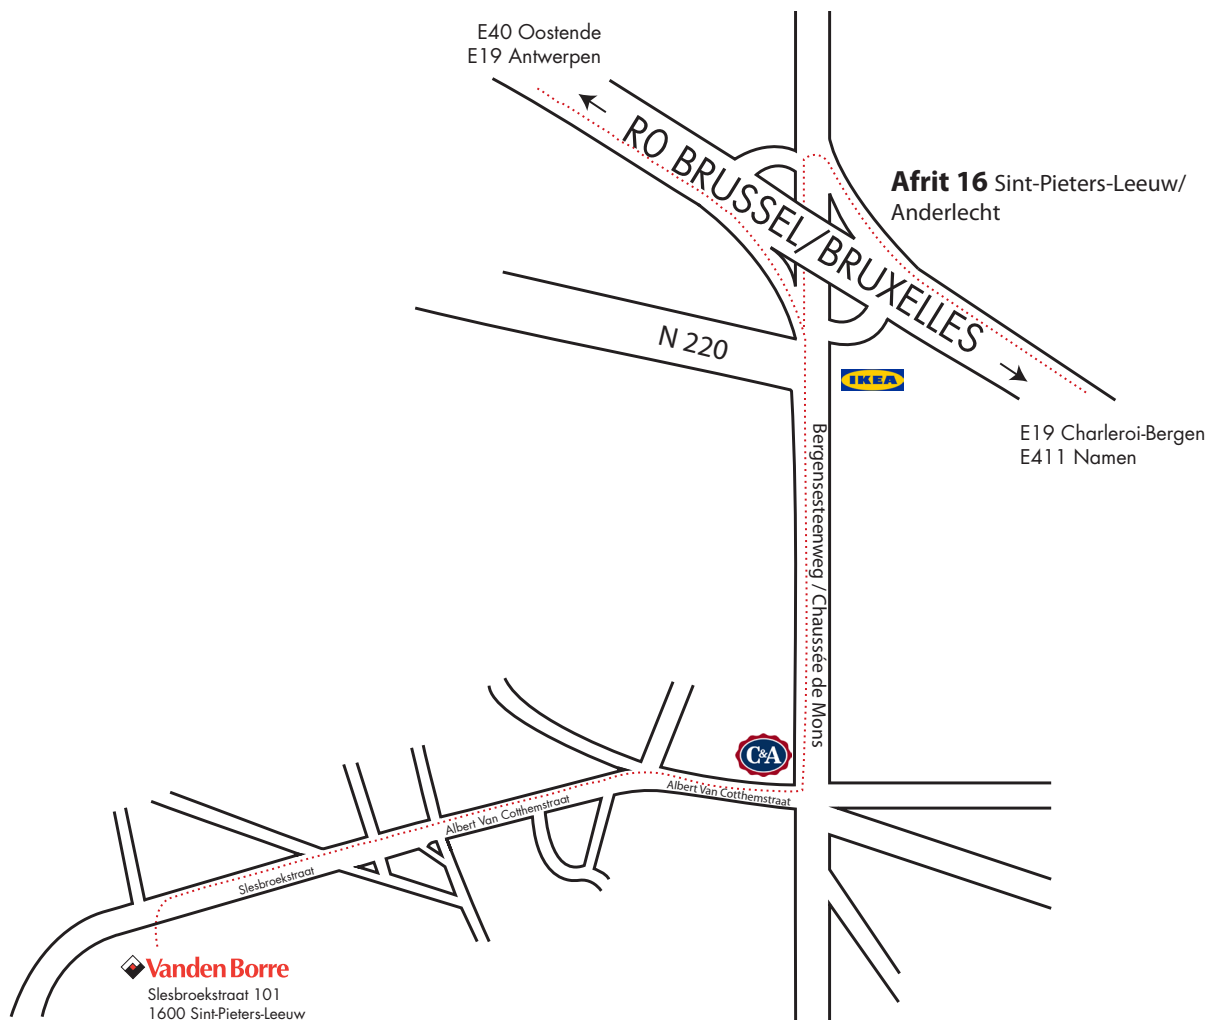 E40 Oostende
E19 Antwerpen
RO BRUSSEL/BRUXELLES
Afrit 16 Sint-Pieters-Leeuw/
Anderlecht
N 220
IKEA
E19 Charleroi-Bergen
E411 Namen
Bergensesteenweg / Chaussée de Mons
C&A
Albert Van Cotthemstraat
Albert Van Cotthemstraat
Slesbroekstraat
Vanden Borre
Slesbroekstraat 101
1600 Sint-Pieters-Leeuw